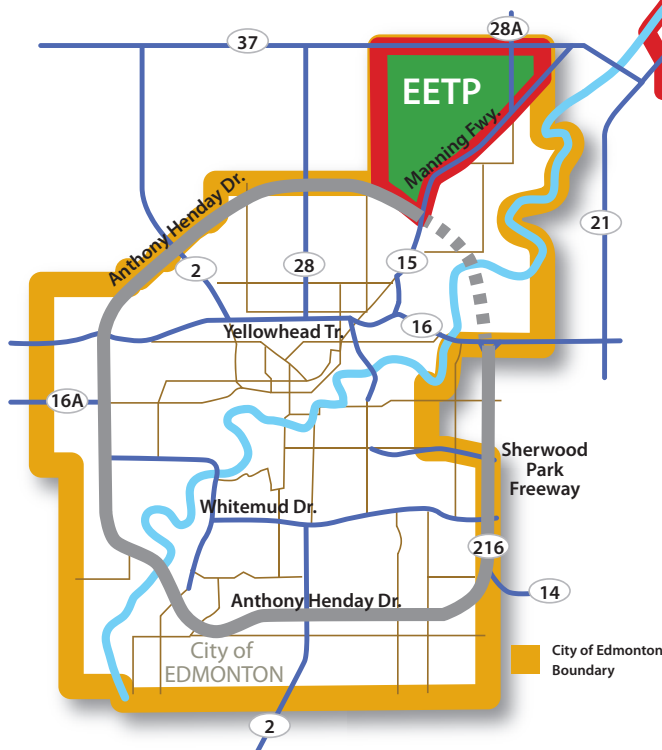 28A
37
EETP
Manning Fwy.
Anthony Henday Dr.
21
2
28
15
16
Yellowhead Tr.
16A
Sherwood
Park
Freeway
Whitemud Dr.
216
14
Anthony Henday Dr.
City of
EDMONTON
City of Edmonton
Boundary
2